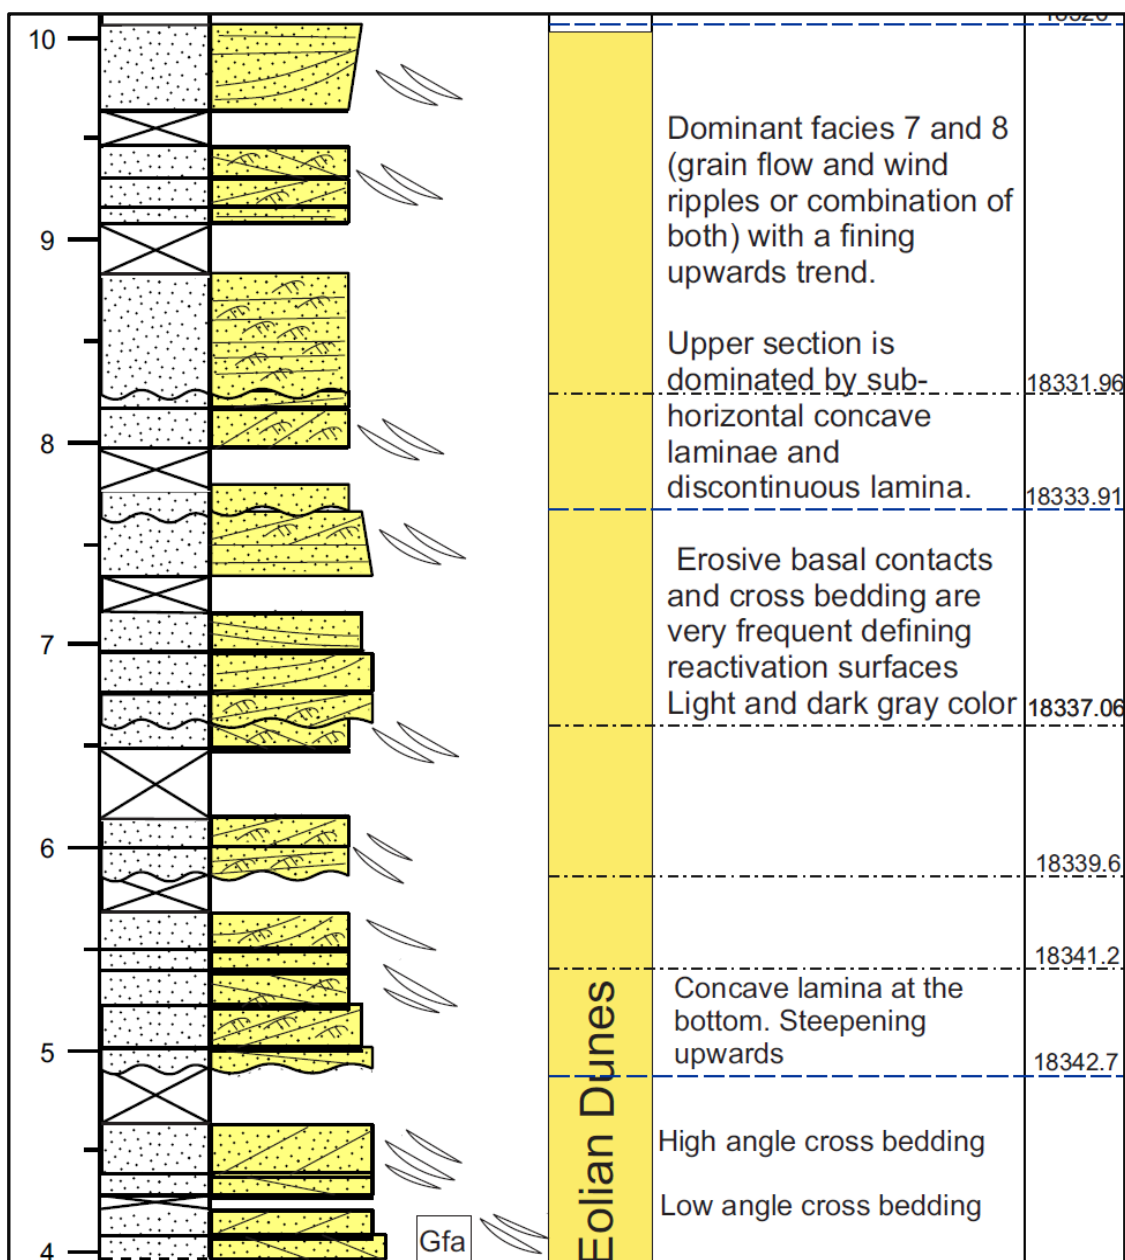 10
9
8
7
6
5
4
Gfa
Eolian Dunes
Dominant facies 7 and 8
(grain flow and wind
ripples or combination of
both) with a fining
upwards trend.
Upper section is
dominated by sub-
horizontal concave
laminae and
discontinuous lamina.
Erosive basal contacts
and cross bedding are
very frequent defining
reactivation surfaces
Light and dark gray color
Concave lamina at the
bottom. Steepening
upwards
High angle cross bedding
Low angle cross bedding
18331.96
18333.91
18337.06
18339.6
18341.2
18342.7